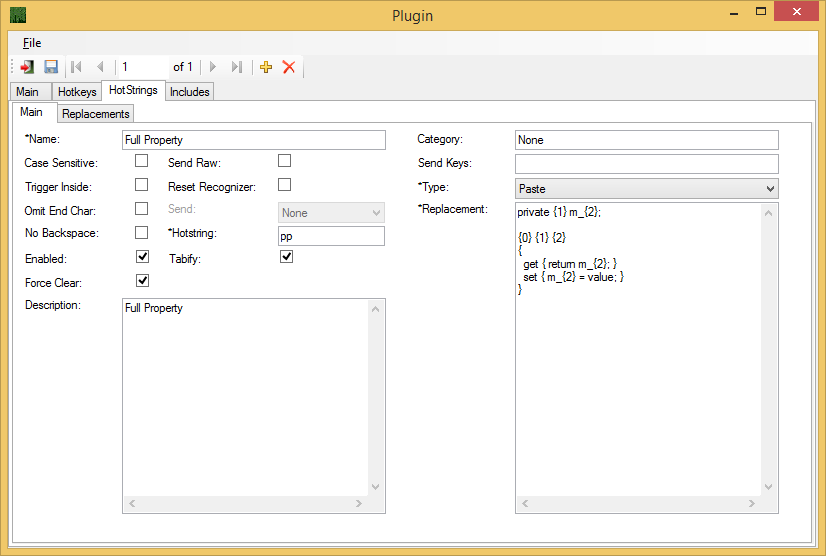 Plugin
File
1 of 1
Main Hotkeys HotStrings Includes
Main Replacements
*Name: Full Property Category: None
Case Sensitive: Send Raw: Send Keys:
Trigger Inside: Reset Recognizer: *Type: Paste
Omit End Char: Send: None *Replacement: private {1} m_{2};
No Backspace: *Hotstring: pp
{0} {1} {2}
{
Enabled: Tabify:
get { return m_{2}; }
set { m_{2} = value; }
}
Force Clear:
Description: Full Property